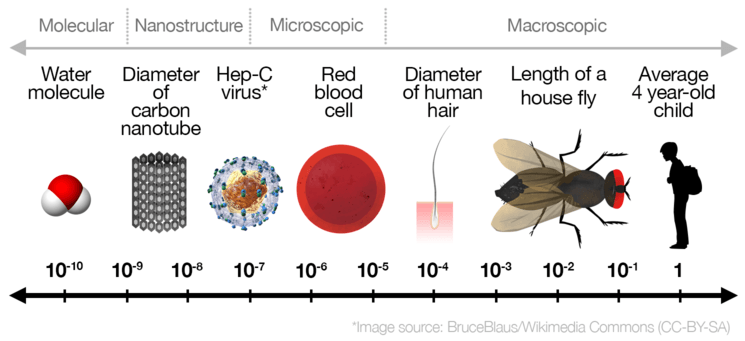 Molecular Nanostructure Microscopic Macroscopic
Water molecule
Diameter of carbon nanotube
Hep-C virus*
Red blood cell
Diameter of human hair
Length of a house fly
Average 4 year-old child
10⁻¹⁰ 10⁻⁹ 10⁻⁸ 10⁻⁷ 10⁻⁶ 10⁻⁵ 10⁻⁴ 10⁻³ 10⁻² 10⁻¹ 1
*Image source: BruceBlaus/Wikimedia Commons (CC-BY-SA)